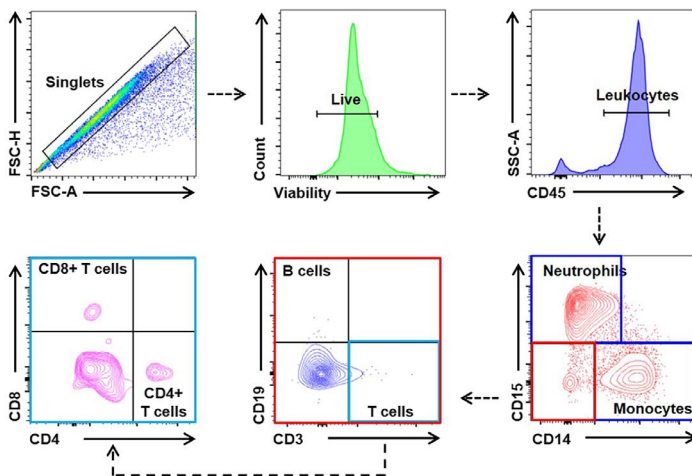 FSC-H
Singlets
FSC-A
Count
Live
Viability
SSC-A
Leukocytes
CD45
CD8
CD8+ T cells
CD4+
T cells
CD4
CD19
B cells
T cells
CD3
CD15
Neutrophils
Monocytes
CD14